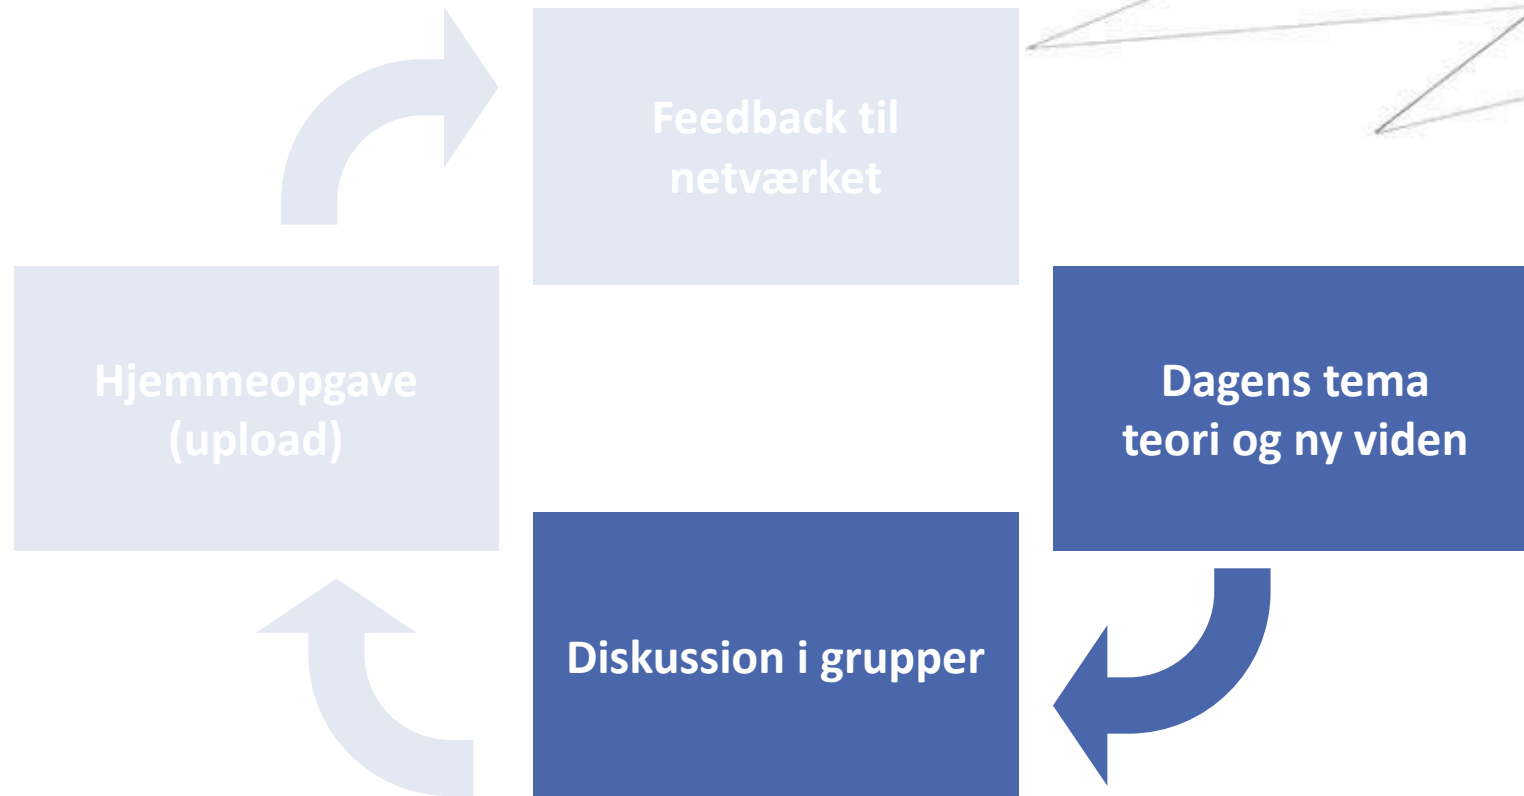 Feedback til
netværket
Hjemmeopgave
(upload)
Dagens tema
teori og ny viden
Diskussion i grupper